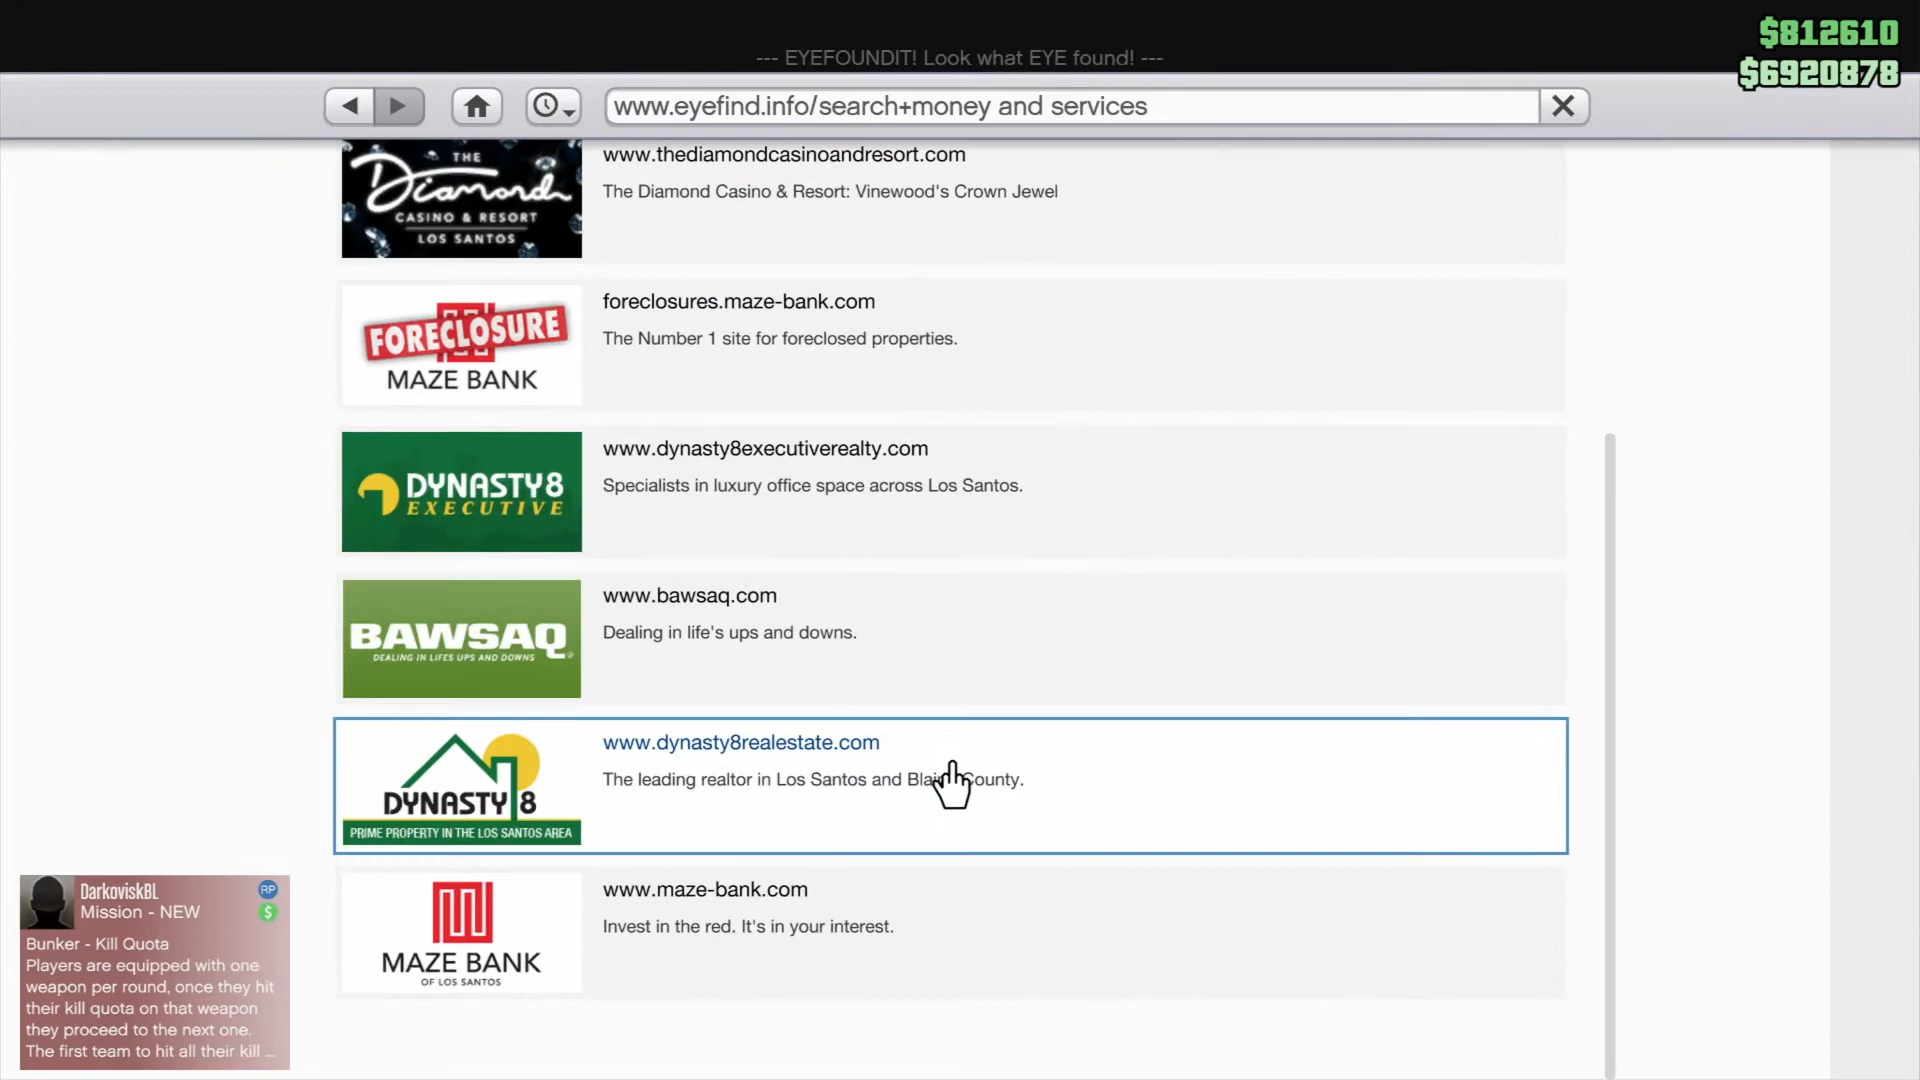 $812610
--- EYEFOUNDIT! Look what EYE found! ---
$6920878
www.eyefind.info/search+money and services
THE
Diamond
CASINO & RESORT
LOS SANTOS
www.thediamondcasinoandresort.com
The Diamond Casino & Resort: Vinewood's Crown Jewel
FORECLOSURE
MAZE BANK
foreclosures.maze-bank.com
The Number 1 site for foreclosed properties.
DYNASTY8
EXECUTIVE
www.dynasty8executiverealty.com
Specialists in luxury office space across Los Santos.
BAWSAQ
DEALING IN LIFES UPS AND DOWNS
www.bawsaq.com
Dealing in life's ups and downs.
DYNASTY 8
PRIME PROPERTY IN THE LOS SANTOS AREA
www.dynasty8realestate.com
The leading realtor in Los Santos and Blaine County.
MAZE BANK
OF LOS SANTOS
www.maze-bank.com
Invest in the red. It's in your interest.
DarkoviskBL
RP
Mission - NEW
$
Bunker - Kill Quota
Players are equipped with one
weapon per round, once they hit
their kill quota on that weapon
they proceed to the next one.
The first team to hit all their kill ...